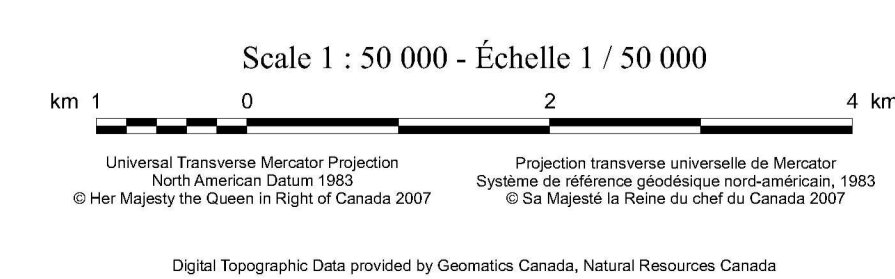 Scale 1 : 50 000 - Échelle 1 / 50 000
km 1 0 2 4 km
Universal Transverse Mercator Projection
North American Datum 1983
© Her Majesty the Queen in Right of Canada 2007
Projection transverse universelle de Mercator
Système de référence géodésique nord-américain, 1983
© Sa Majesté la Reine du chef du Canada 2007
Digital Topographic Data provided by Geomatics Canada, Natural Resources Canada